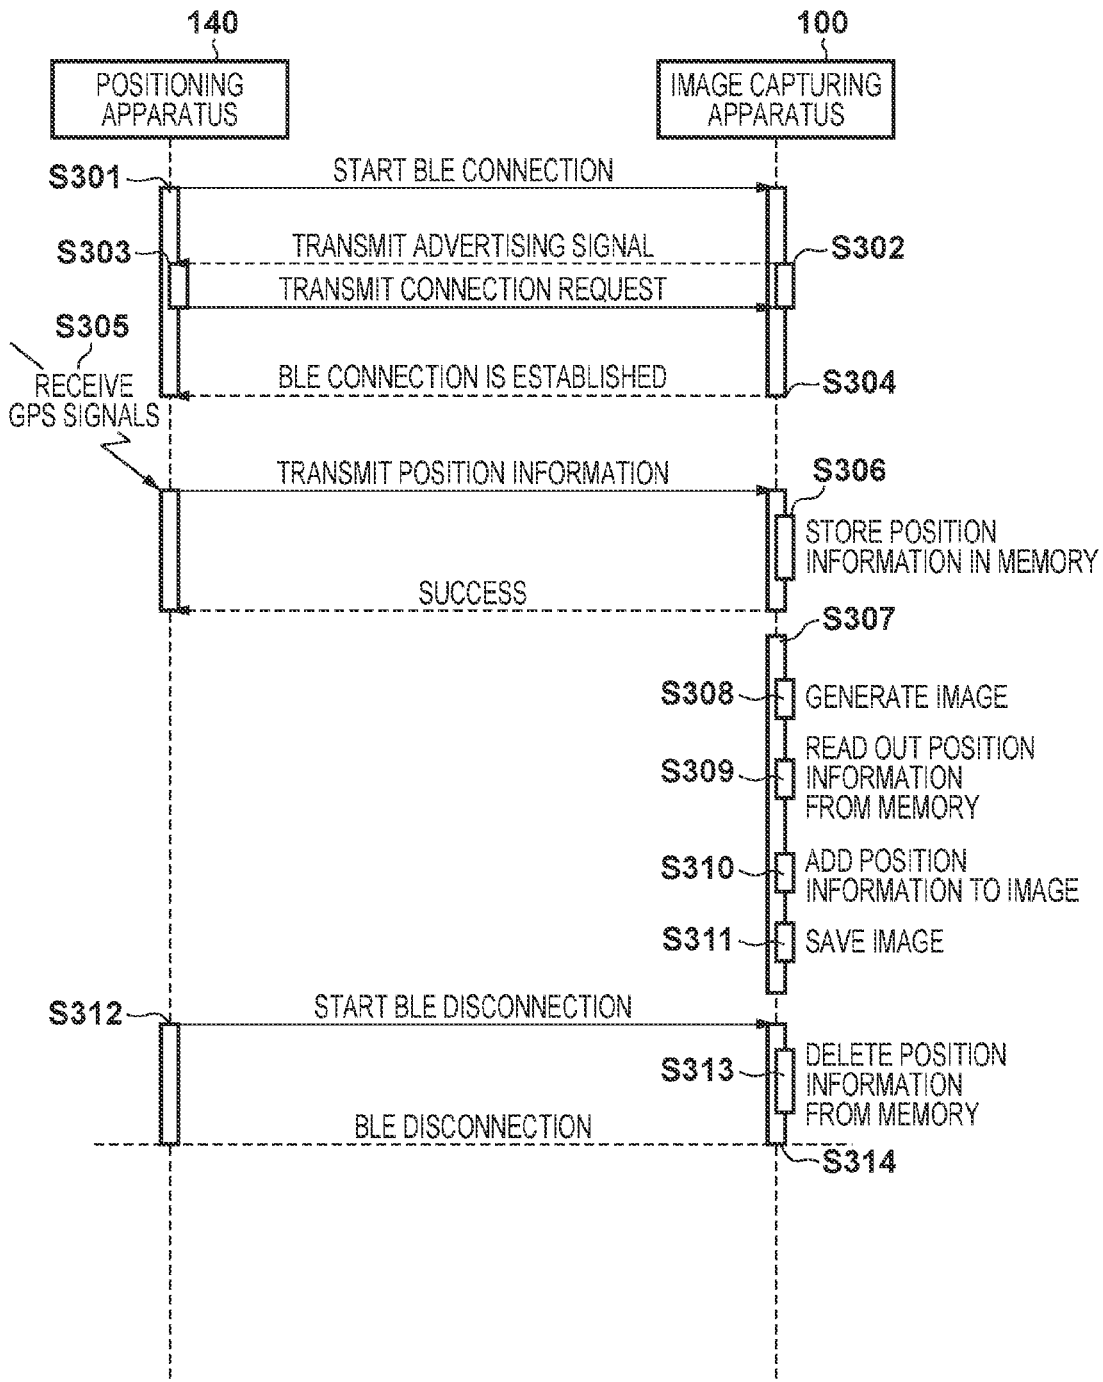 140
100
POSITIONING
APPARATUS
IMAGE CAPTURING
APPARATUS
S301
START BLE CONNECTION
S303
TRANSMIT ADVERTISING SIGNAL
S302
TRANSMIT CONNECTION REQUEST
S305
RECEIVE
GPS SIGNALS
BLE CONNECTION IS ESTABLISHED
S304
TRANSMIT POSITION INFORMATION
S306
STORE POSITION
INFORMATION IN MEMORY
SUCCESS
S307
S308
GENERATE IMAGE
S309
READ OUT POSITION
INFORMATION
FROM MEMORY
S310
ADD POSITION
INFORMATION TO IMAGE
S311
SAVE IMAGE
S312
START BLE DISCONNECTION
S313
DELETE POSITION
INFORMATION
FROM MEMORY
BLE DISCONNECTION
S314